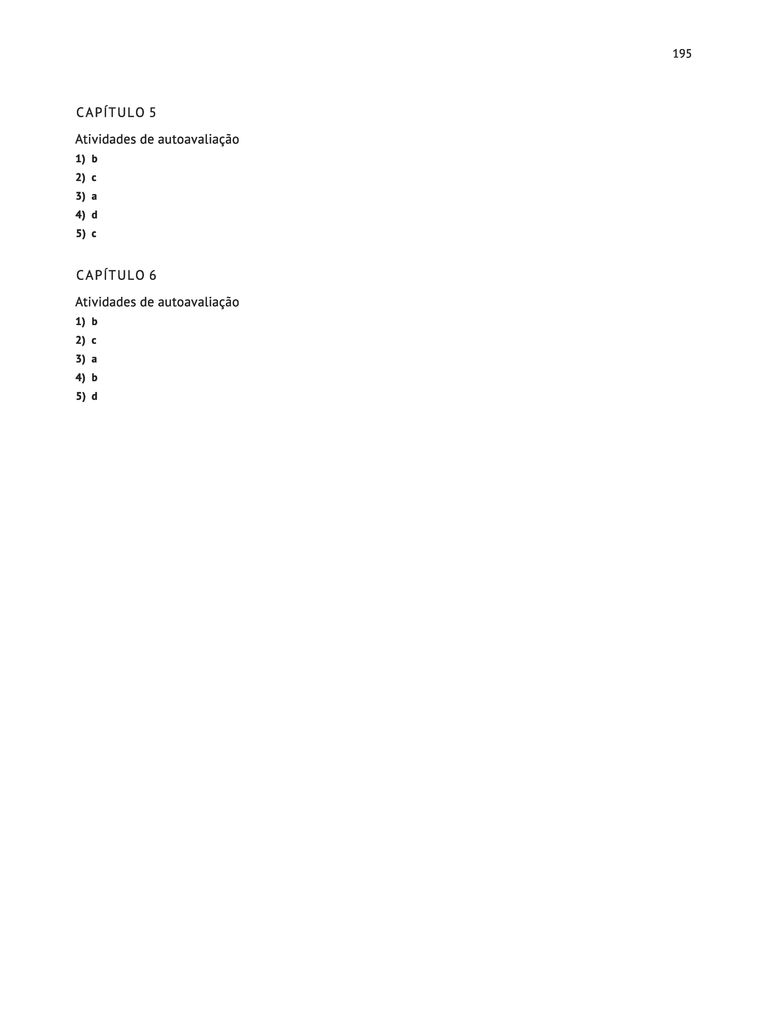 195
CAPÍTULO 5
Atividades de autoavaliação
1) b
2) c
3) a
4) d
5) c
CAPÍTULO 6
Atividades de autoavaliação
1) b
2) c
3) a
4) b
5) d